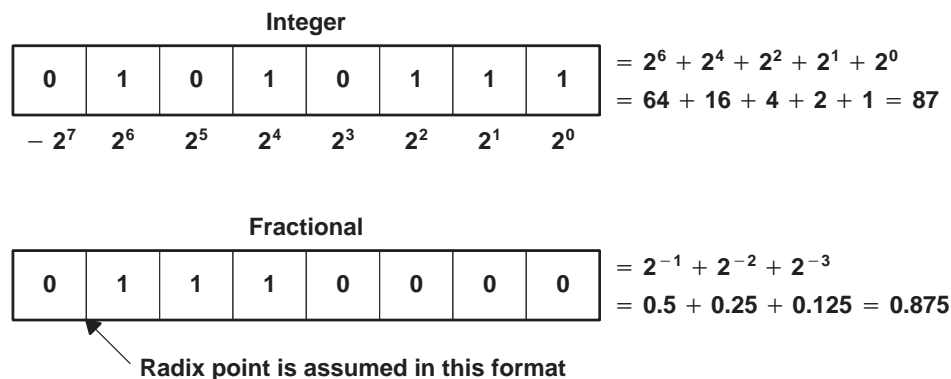 Integer
0 1 0 1 0 1 1 1
= 2⁶ + 2⁴ + 2² + 2¹ + 2⁰
= 64 + 16 + 4 + 2 + 1 = 87
− 2⁷ 2⁶ 2⁵ 2⁴ 2³ 2² 2¹ 2⁰
Fractional
0 1 1 1 0 0 0 0
= 2⁻¹ + 2⁻² + 2⁻³
= 0.5 + 0.25 + 0.125 = 0.875
Radix point is assumed in this format